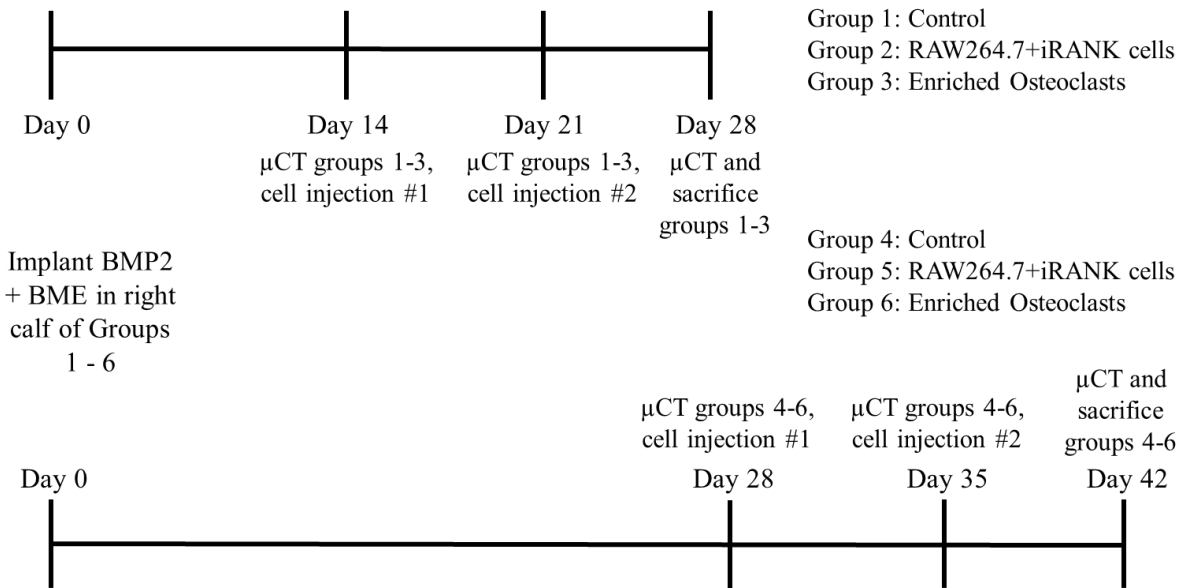 Group 1: Control
Group 2: RAW264.7+iRANK cells
Group 3: Enriched Osteoclasts
Day 0
Day 14
µCT groups 1-3,
cell injection #1
Day 21
µCT groups 1-3,
cell injection #2
Day 28
µCT and
sacrifice
groups 1-3
Implant BMP2
+ BME in right
calf of Groups
1 - 6
Group 4: Control
Group 5: RAW264.7+iRANK cells
Group 6: Enriched Osteoclasts
Day 0
µCT groups 4-6,
cell injection #1
Day 28
µCT groups 4-6,
cell injection #2
Day 35
µCT and
sacrifice
groups 4-6
Day 42